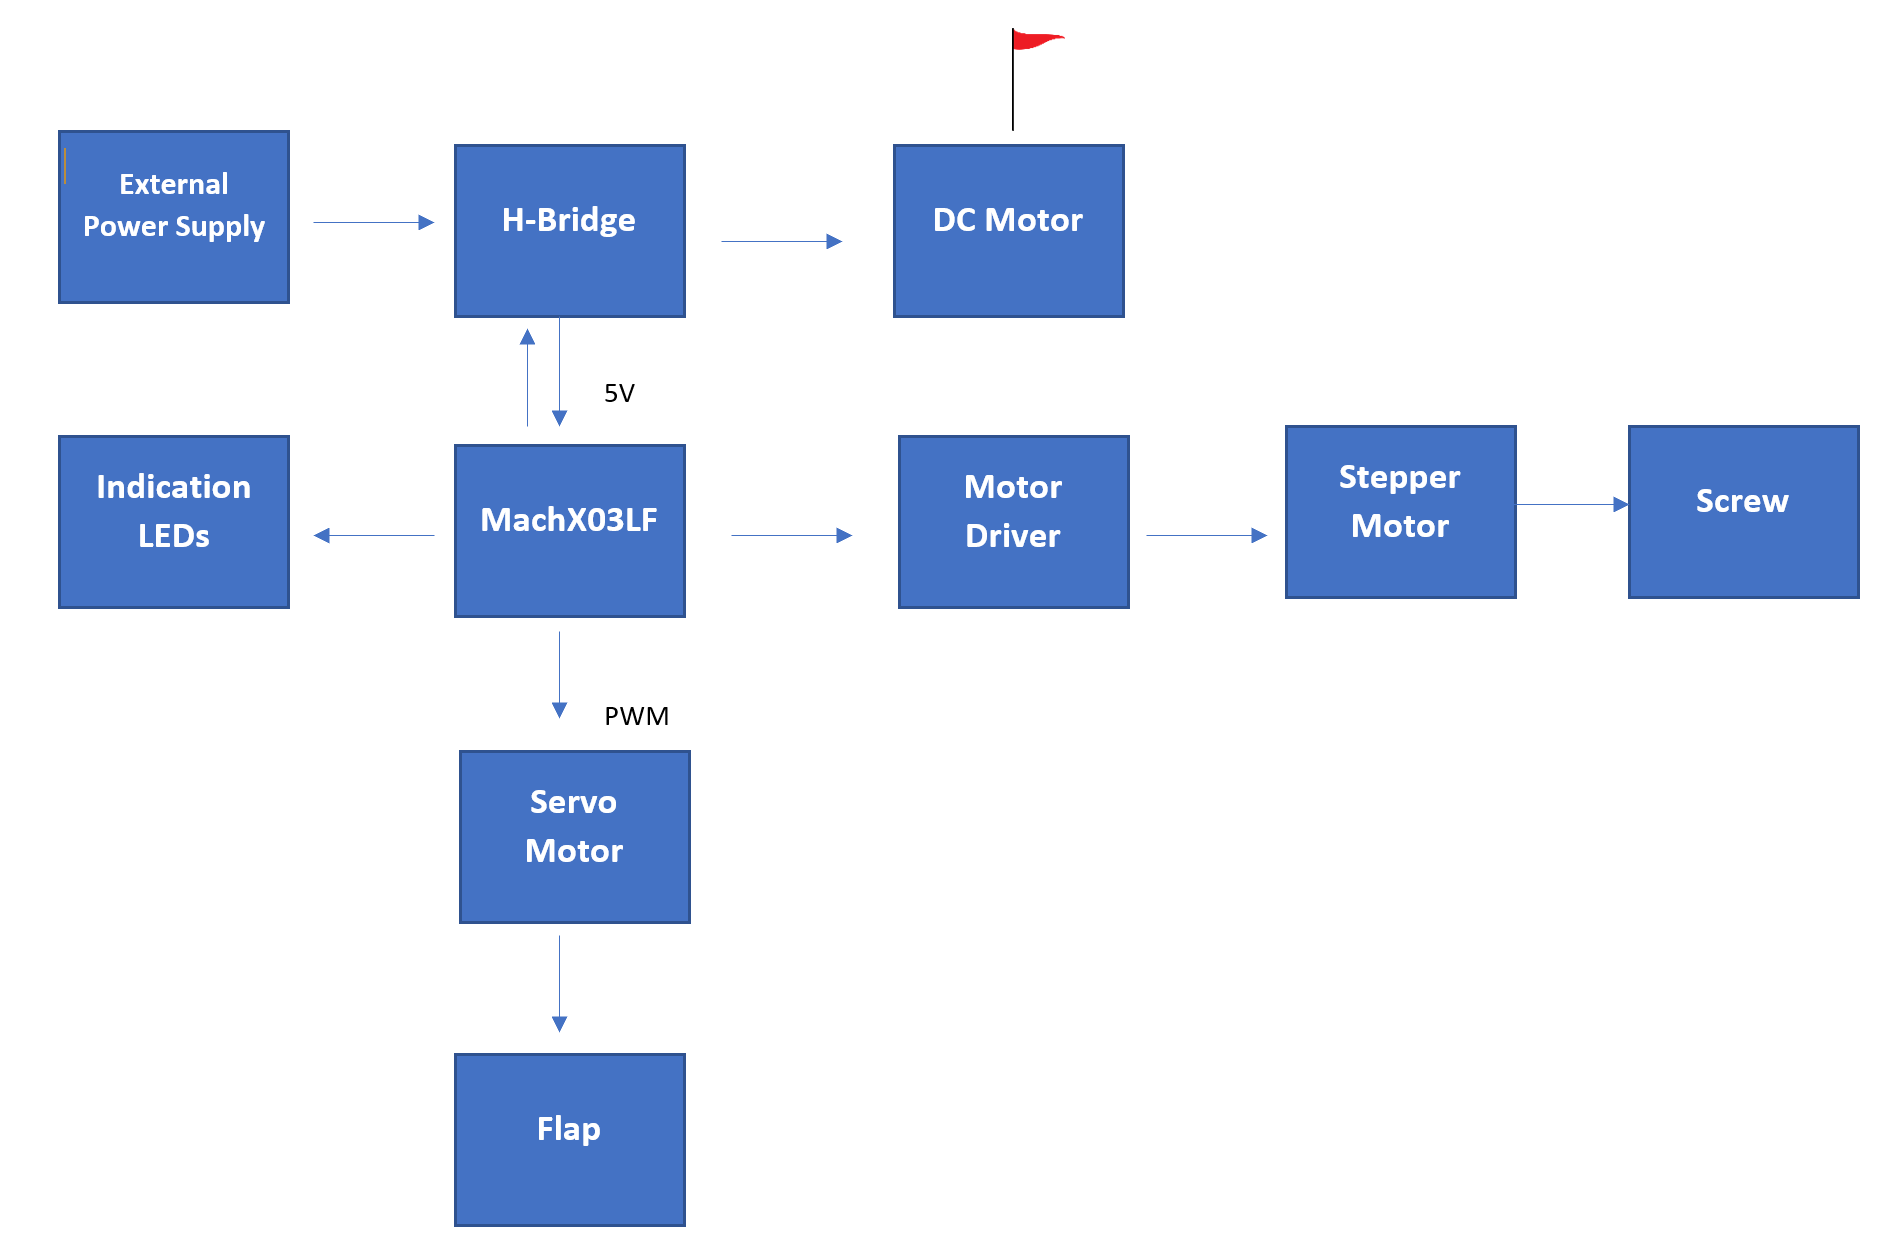 External
Power Supply
H-Bridge
DC Motor
5V
Indication
LEDs
MachX03LF
Motor
Driver
Stepper
Motor
Screw
PWM
Servo
Motor
Flap